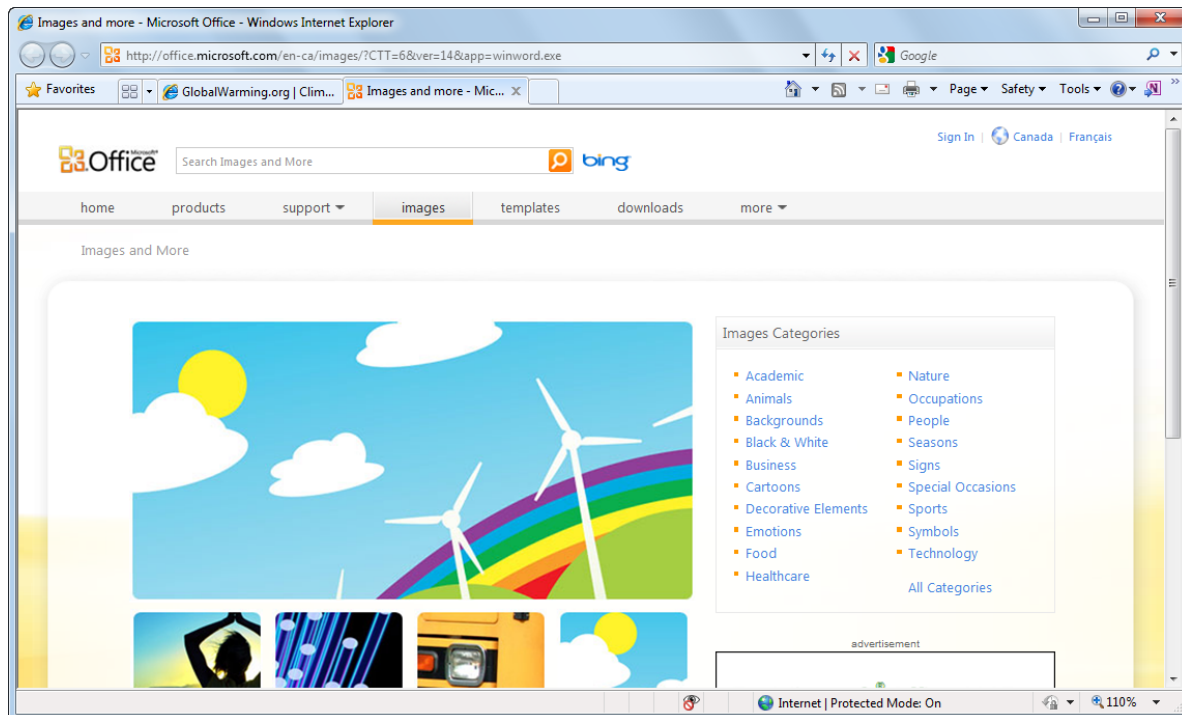 Images and more - Microsoft Office - Windows Internet Explorer
http://office.microsoft.com/en-ca/images/?CTT=6&ver=14&app=winword.exe
Google
Favorites
GlobalWarming.org | Clim...
Images and more - Mic...
Page
Safety
Tools
Sign In | Canada | Français
Microsoft
Office
Search Images and More
bing
home products support images templates downloads more
Images and More
Images Categories
Academic
Animals
Backgrounds
Black & White
Business
Cartoons
Decorative Elements
Emotions
Food
Healthcare
Nature
Occupations
People
Seasons
Signs
Special Occasions
Sports
Symbols
Technology
All Categories
advertisement
Internet | Protected Mode: On
110%